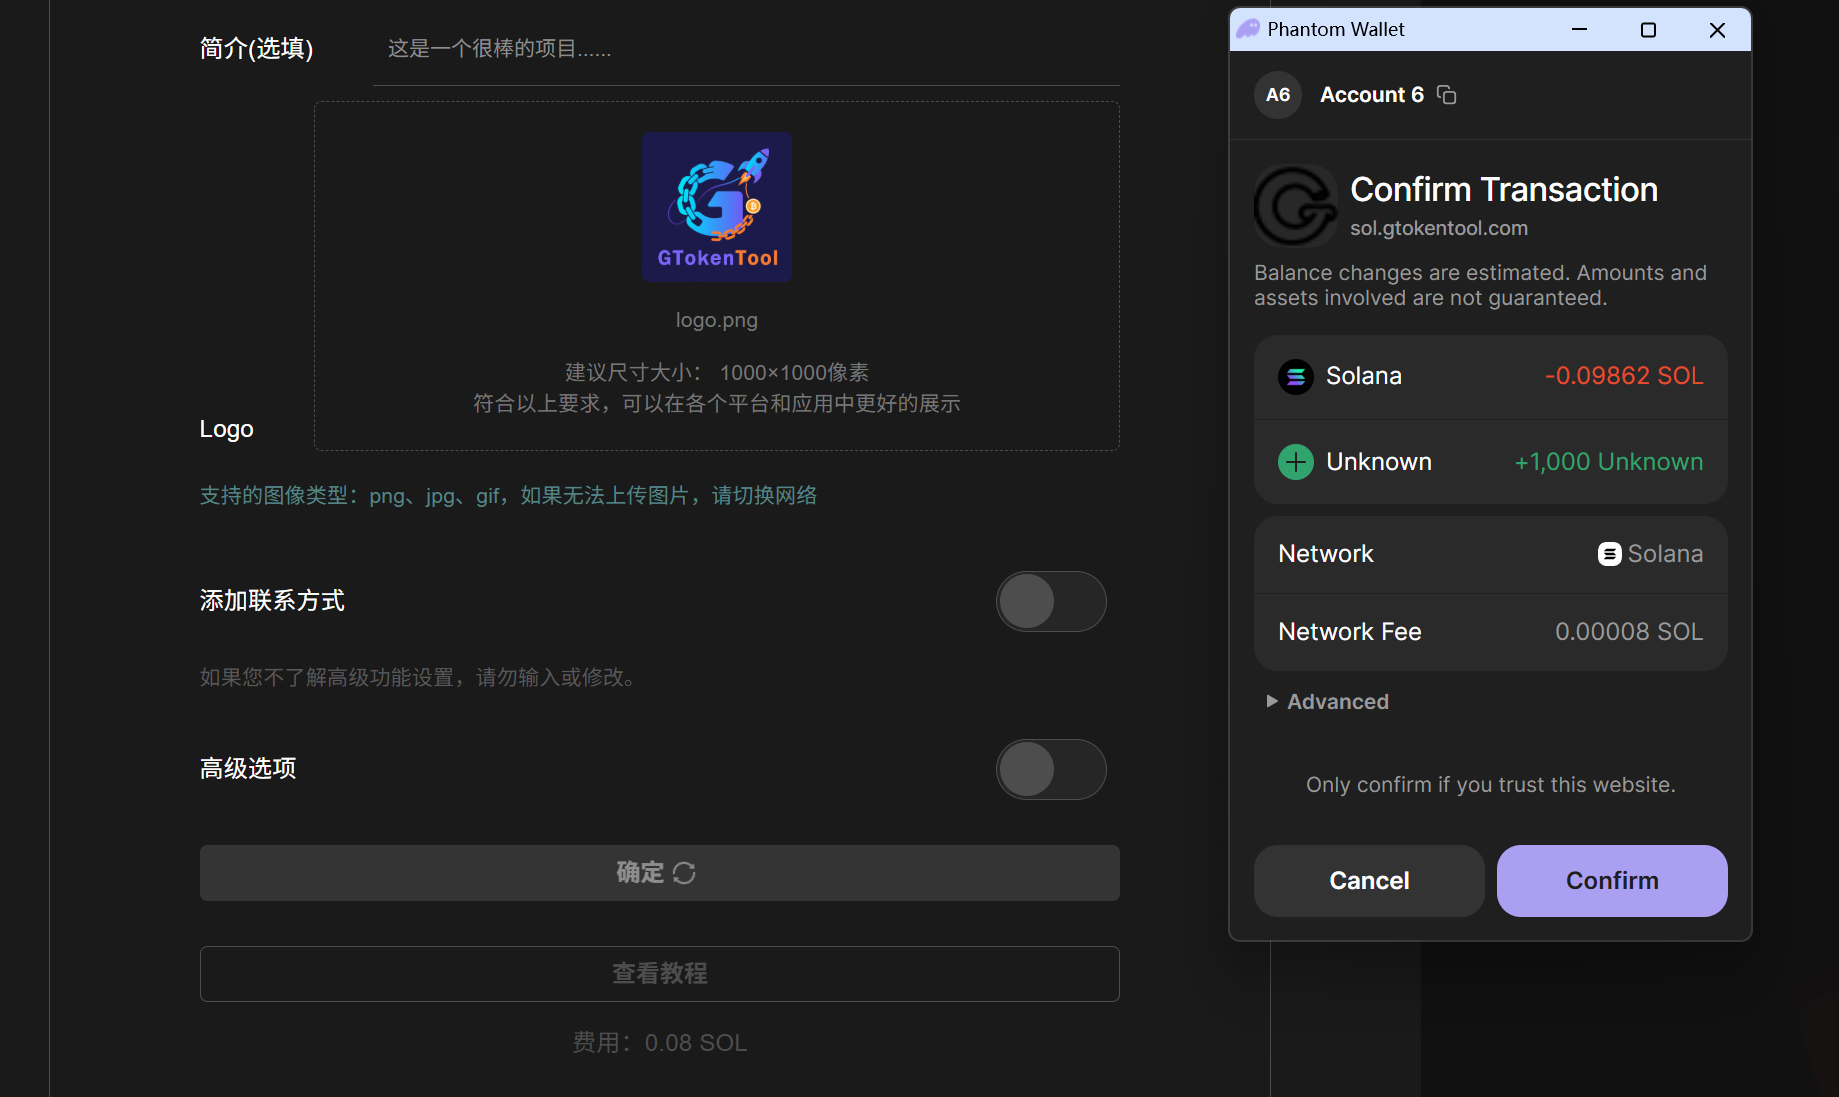 简介(选填)
这是一个很棒的项目......
GTokenTool
logo.png
建议尺寸大小： 1000×1000像素
符合以上要求，可以在各个平台和应用中更好的展示
Logo
支持的图像类型：png、jpg、gif，如果无法上传图片，请切换网络
添加联系方式
如果您不了解高级功能设置，请勿输入或修改。
高级选项
确定
查看教程
费用：0.08 SOL
Phantom Wallet
A6 Account 6
Confirm Transaction
sol.gtokentool.com
Balance changes are estimated. Amounts and
assets involved are not guaranteed.
Solana -0.09862 SOL
Unknown +1,000 Unknown
Network Solana
Network Fee 0.00008 SOL
Advanced
Only confirm if you trust this website.
Cancel Confirm